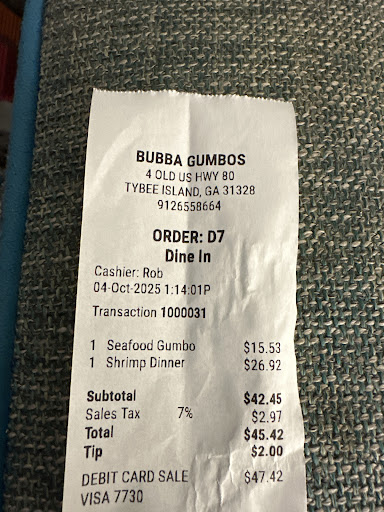 BUBBA GUMBOS
4 OLD US HWY 80
TYBEE ISLAND, GA 31328
9126558664
ORDER: D7
Dine In
Cashier: Rob
04-Oct-2025 1:14:01P
Transaction 1000031
1 Seafood Gumbo $15.53
1 Shrimp Dinner $26.92
Subtotal $42.45
Sales Tax 7% $2.97
Total $45.42
Tip $2.00
DEBIT CARD SALE $47.42
VISA 7730